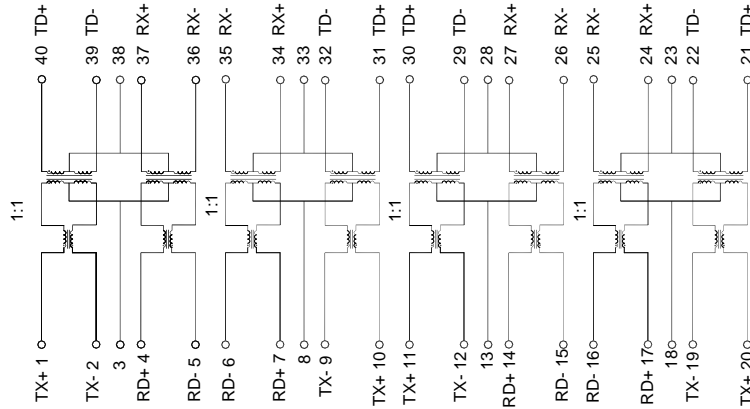 40 TD+
39 TD-
38
37 RX+
36 RX-
35 RX-
34 RX+
33
32 TD-
31 TD+
30 TD+
29 TD-
28
27 RX+
26 RX-
25 RX-
24 RX+
23
22 TD-
21 TD+
1:1
1:1
1:1
1:1
TX+ 1
TX- 2
3
RD+ 4
RD- 5
RD- 6
RD+ 7
8
TX- 9
TX+ 10
TX+ 11
TX- 12
13
RD+ 14
RD- 15
RD- 16
RD+ 17
18
TX- 19
TX+ 20